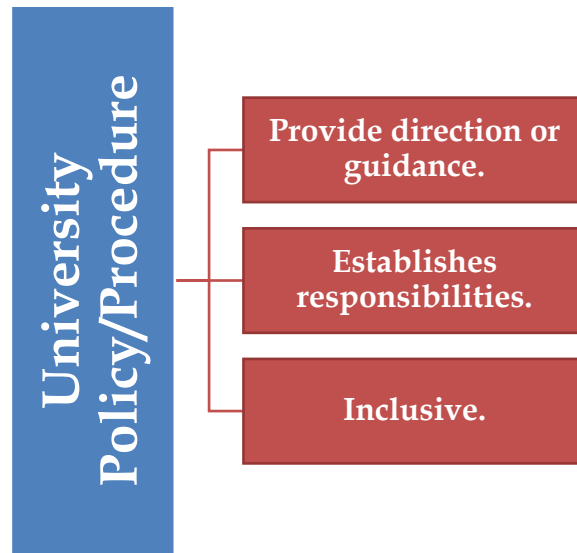 University
Policy/Procedure
Provide direction or
guidance.
Establishes
responsibilities.
Inclusive.